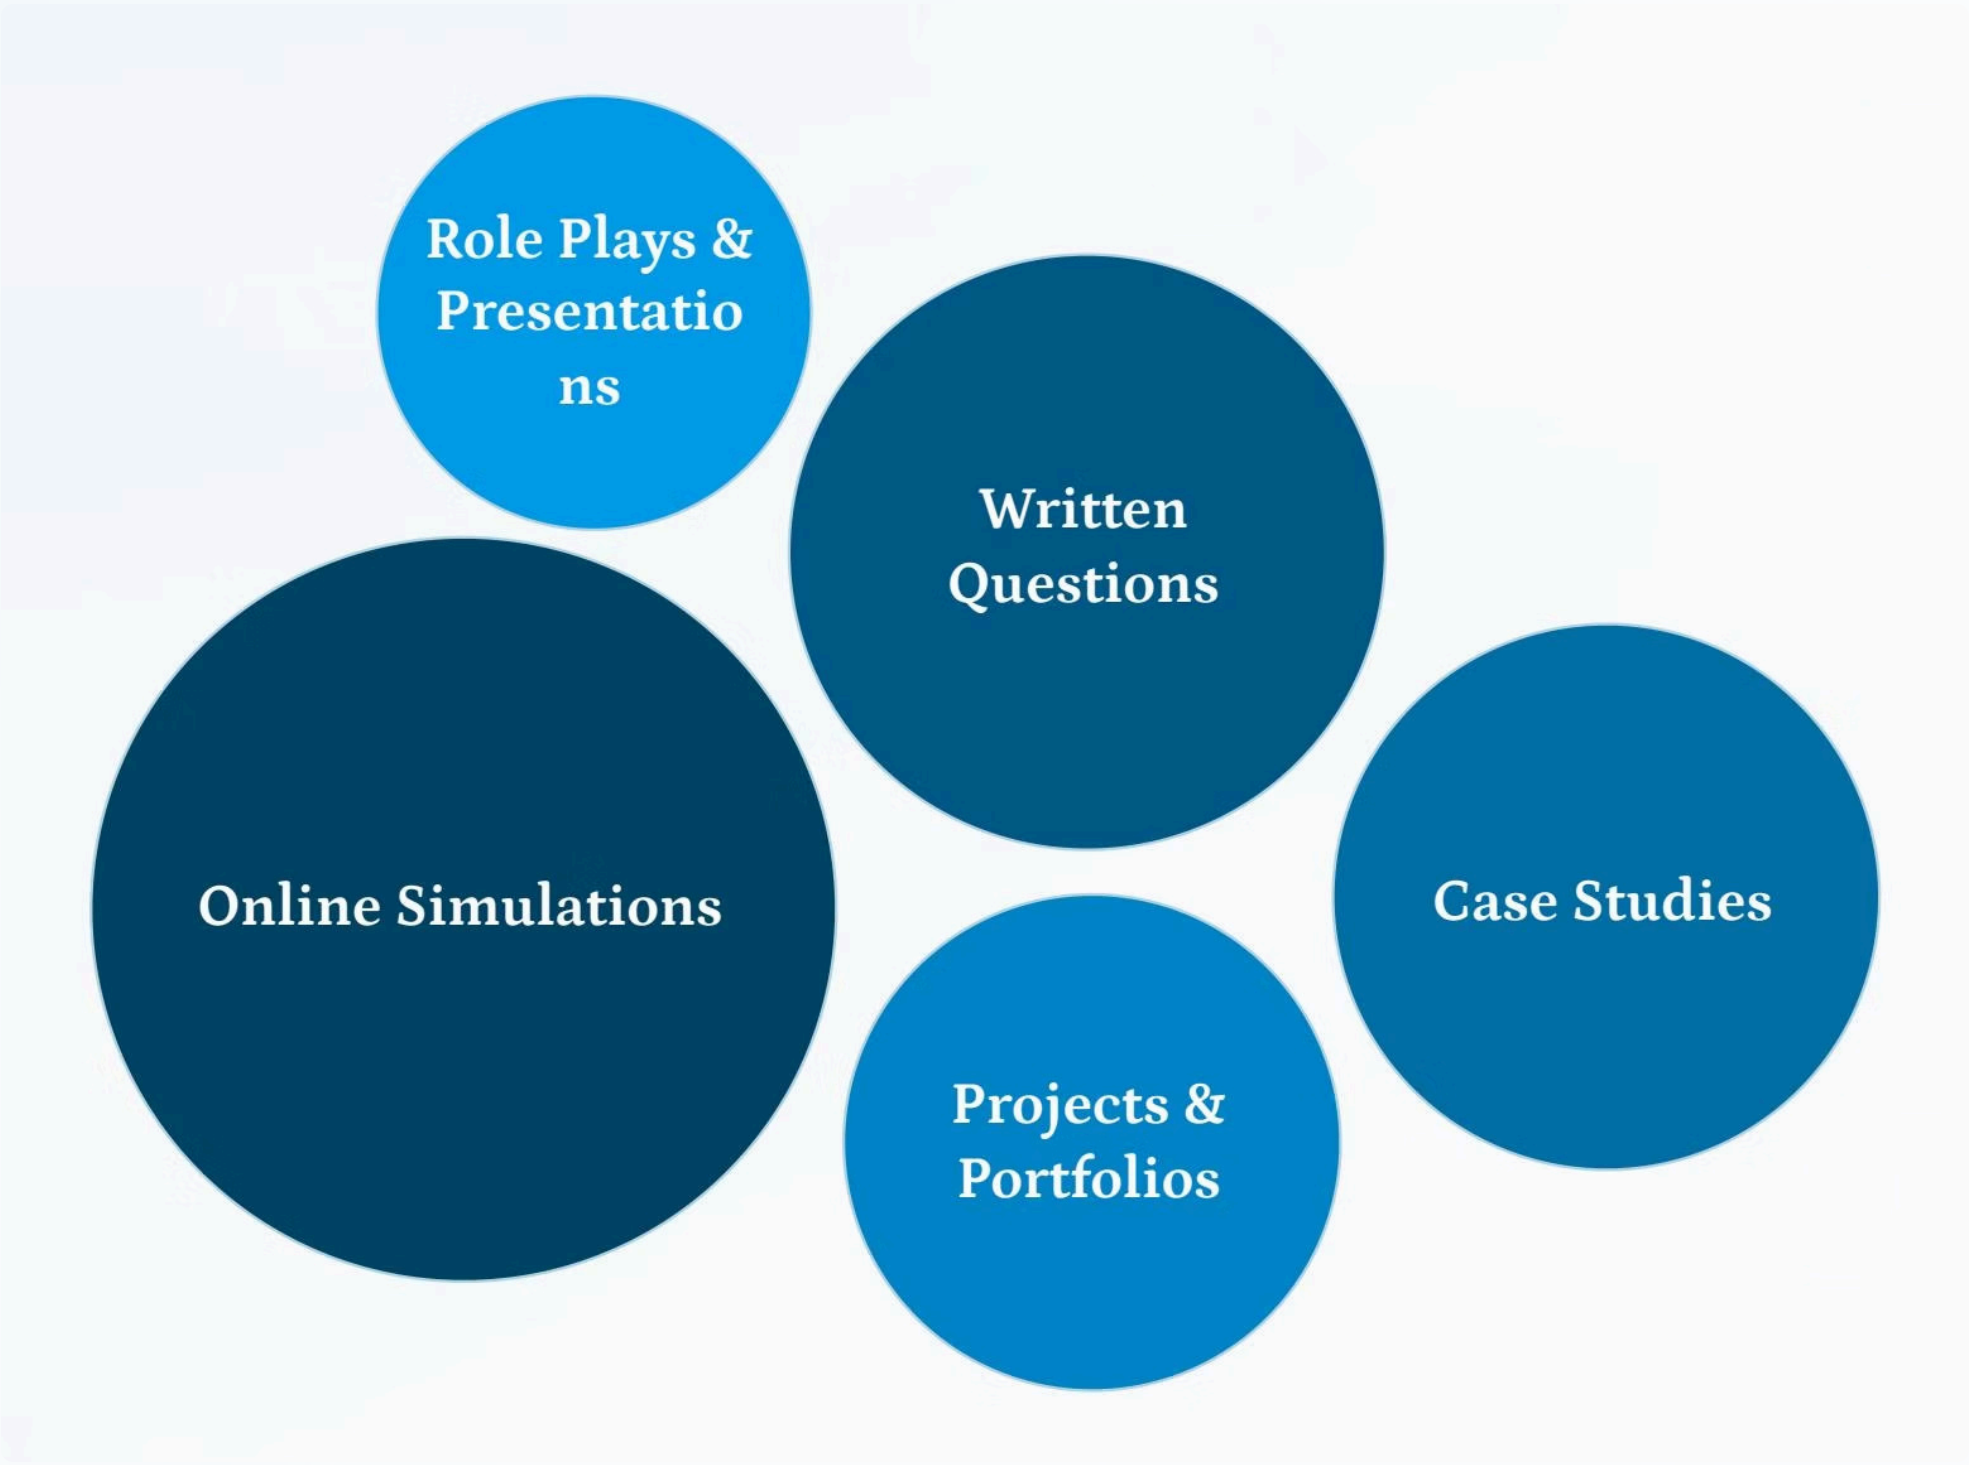 Role Plays &
Presentatio
ns
Written
Questions
Online Simulations
Case Studies
Projects &
Portfolios